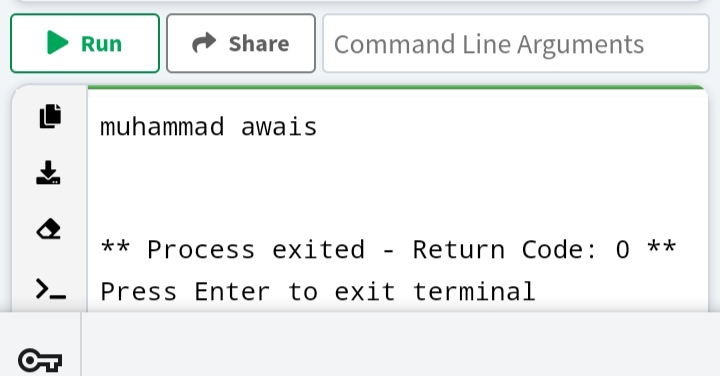 Run Share Command Line Arguments
muhammad awais
** Process exited - Return Code: 0 **
Press Enter to exit terminal